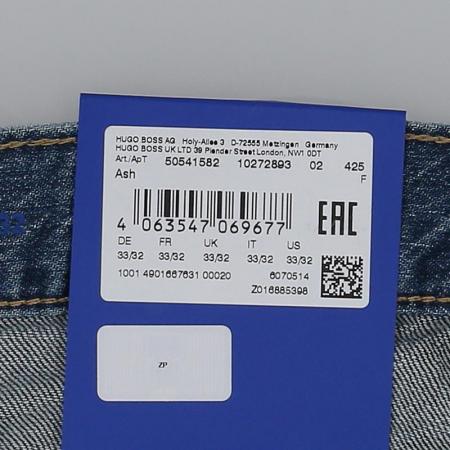 HUGO BOSS AG Holy-Allee 3 D-72555 Metzingen Germany
HUGO BOSS UK LTD 39 Plender Street London, NW1 0DT
Art./ApT 50541582 10272893 02 425
F
Ash
4 063547 069677
EAC
DE FR UK IT US
33/32 33/32 33/32 33/32 33/32
1001 4901667631 00020 6070514
Z016885398
32
ZP